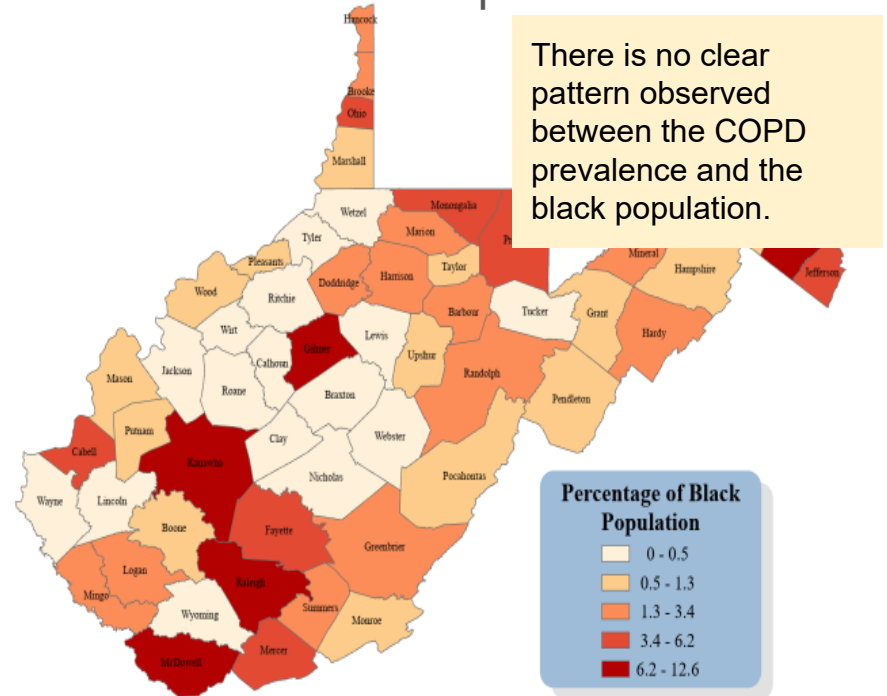 Hancock
Brooke
Ohio
Marshall
There is no clear
pattern observed
between the COPD
prevalence and the
black population.
Wetzel
Monongalia
Tyler
Marion
Pr
Pleasants
Taylor
Mineral
Hampshire
Jefferson
Wood
Ritchie
Doddridge
Harrison
Barbour
Tucker
Grant
Hardy
Wirt
Lewis
Gilmer
Upshur
Jackson
Calhoun
Randolph
Mason
Roane
Braxton
Pendleton
Putnam
Clay
Webster
Cabell
Kanawha
Nicholas
Pocahontas
Wayne
Lincoln
Boone
Fayette
Greenbrier
Logan
Raleigh
Mingo
Summers
Wyoming
Monroe
McDowell
Mercer
Percentage of Black
Population
0 - 0.5
0.5 - 1.3
1.3 - 3.4
3.4 - 6.2
6.2 - 12.6